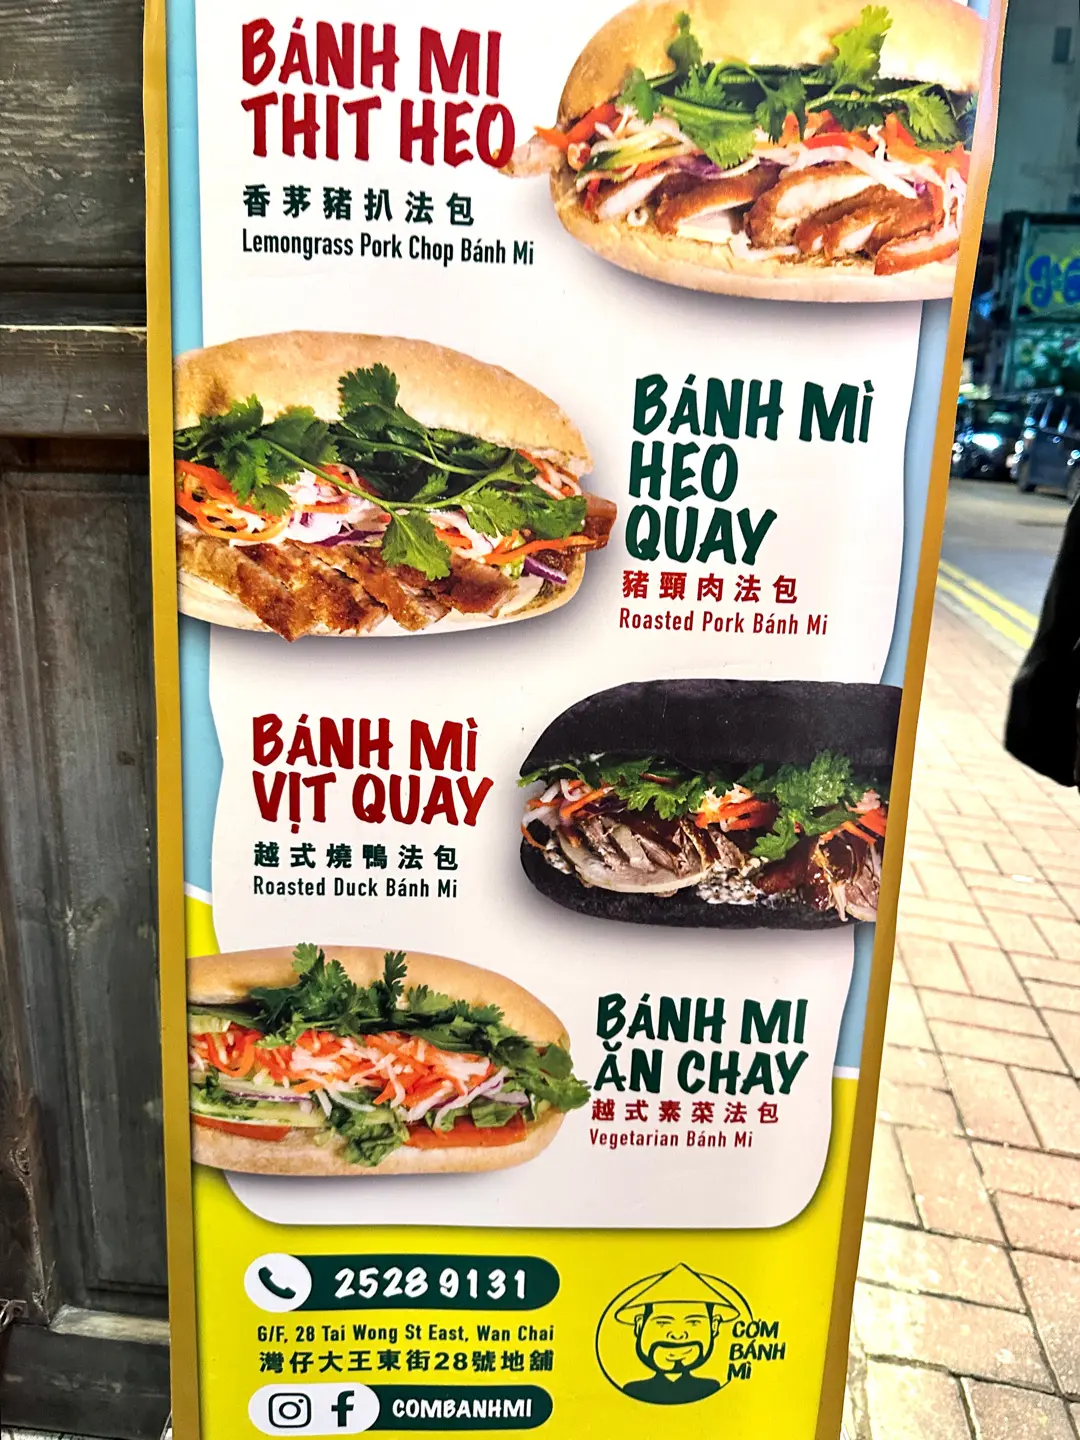 BÁNH MI
THIT HEO
香茅豬扒法包
Lemongrass Pork Chop Bánh Mi
BÁNH MÌ
HEO
QUAY
豬頸肉法包
Roasted Pork Bánh Mi
BÁNH MÌ
VỊT QUAY
越式燒鴨法包
Roasted Duck Bánh Mi
BÁNH MI
ĂN CHAY
越式素菜法包
Vegetarian Bánh Mi
2528 9131
G/F, 28 Tai Wong St East, Wan Chai
灣仔大王東街28號地舖
COMBANHMI
CƠM
BÁNH
MÌ